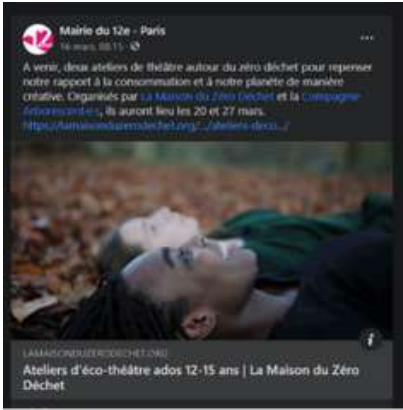 Mairie du 12e - Paris
16 mars, 08:15
A venir, deux ateliers de théâtre autour du zéro déchet pour repenser
notre rapport à la consommation et à notre planète de manière
créative. Organisés par La Maison du Zéro Déchet et la Compagnie
Arborescent·e·s, ils auront lieu les 20 et 27 mars.
https://lamaisonduzerodechet.org/.../ateliers-deco.../
LAMAISONDUZERODECHET.ORG
Ateliers d'éco-théâtre ados 12-15 ans | La Maison du Zéro
Déchet